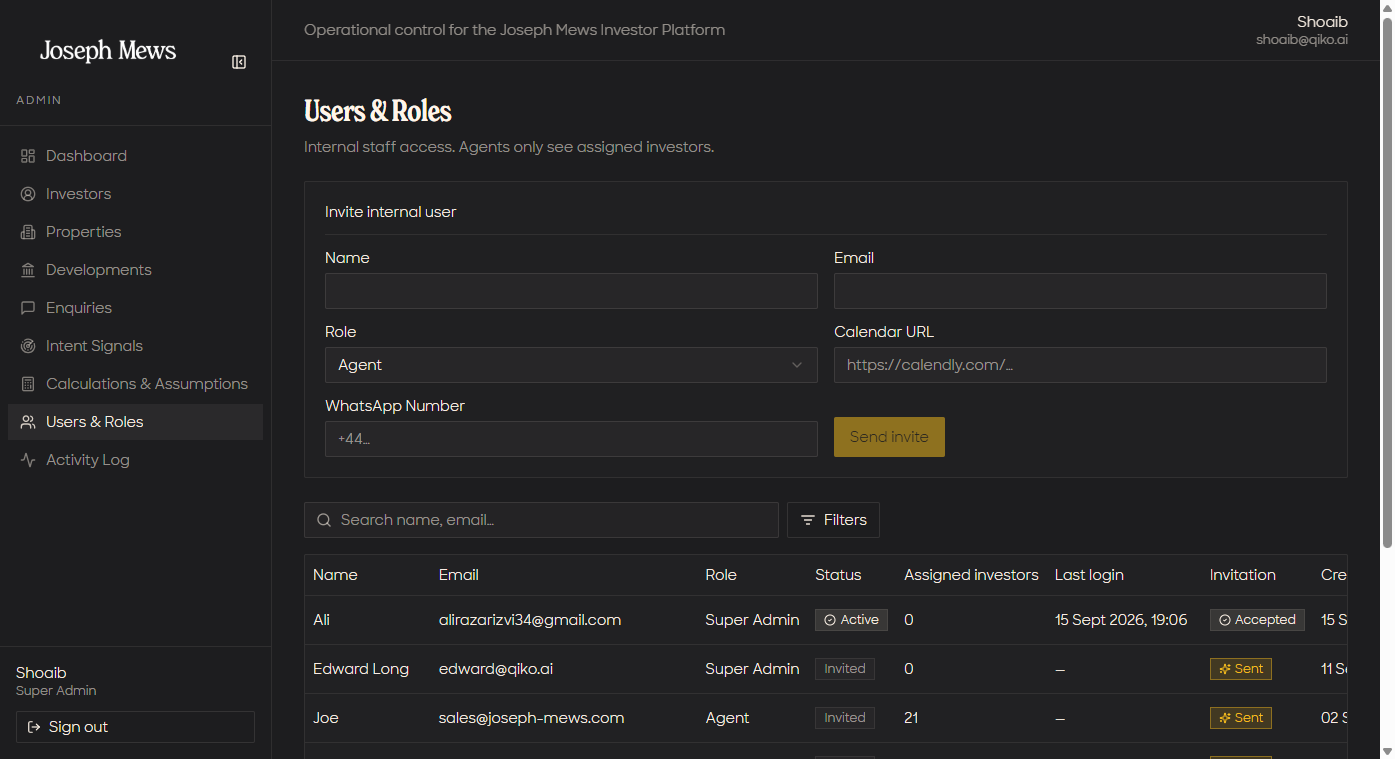 Joseph Mews
ADMIN
Dashboard
Investors
Properties
Developments
Enquiries
Intent Signals
Calculations & Assumptions
Users & Roles
Activity Log
Shoaib
Super Admin
Sign out
Operational control for the Joseph Mews Investor Platform
Shoaib
shoaib@qiko.ai
Users & Roles
Internal staff access. Agents only see assigned investors.
Invite internal user
Name Email
Role Calendar URL
Agent https://calendly.com/…
WhatsApp Number
+44… Send invite
Search name, email… Filters
Name Email Role Status Assigned investors Last login Invitation Cre
Ali alirazarizvi34@gmail.com Super Admin Active 0 15 Sept 2026, 19:06 Accepted 15 S
Edward Long edward@qiko.ai Super Admin Invited 0 — Sent 11 Se
Joe sales@joseph-mews.com Agent Invited 21 — Sent 02 S